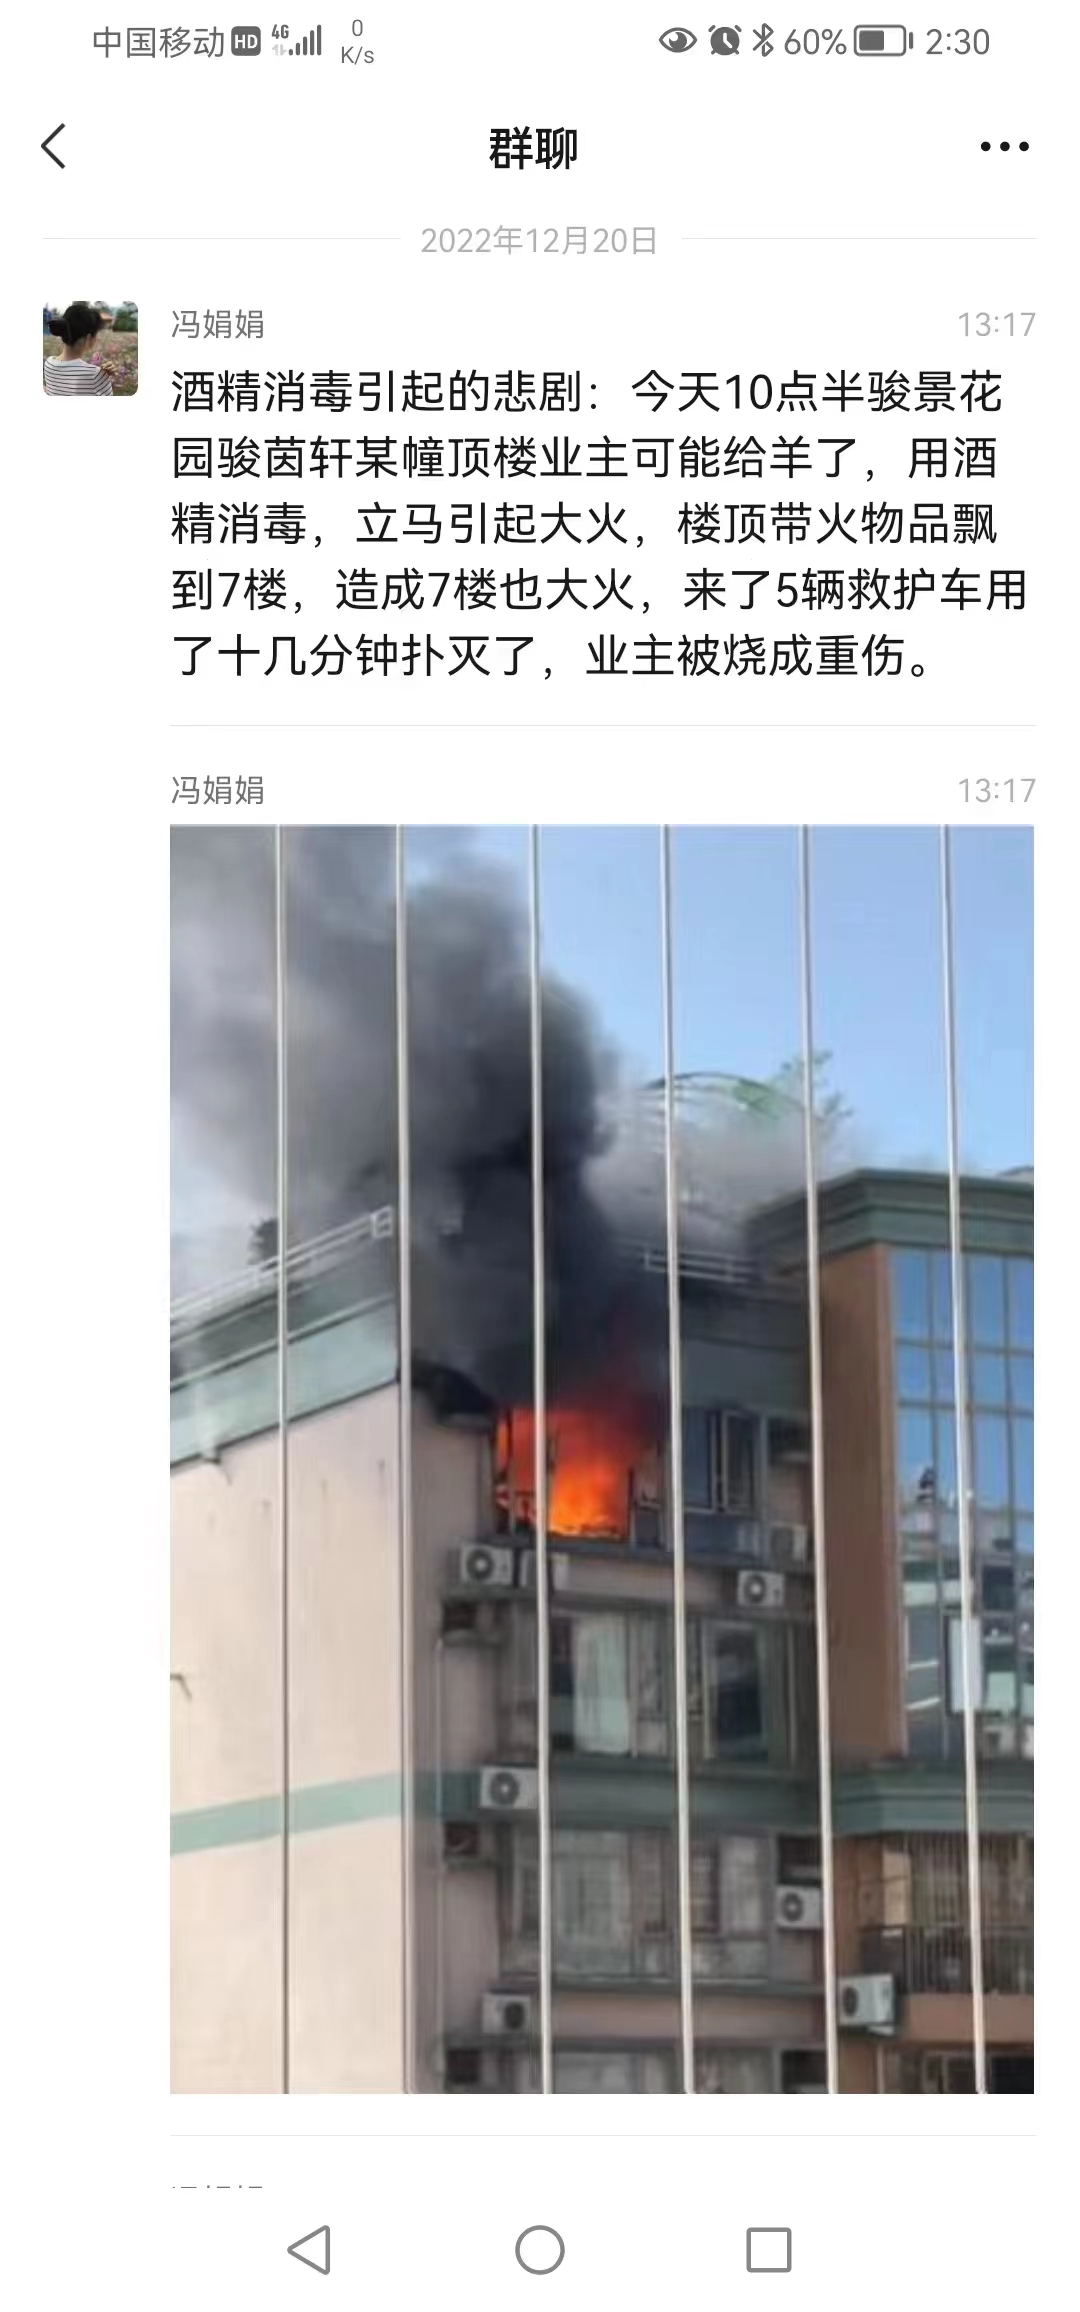 中国移动 HD 4G 0 K/s 60% 2:30
群聊
2022年12月20日
冯娟娟 13:17
酒精消毒引起的悲剧：今天10点半骏景花
园骏茵轩某幢顶楼业主可能给羊了，用酒
精消毒，立马引起大火，楼顶带火物品飘
到7楼，造成7楼也大火，来了5辆救护车用
了十几分钟扑灭了，业主被烧成重伤。
冯娟娟 13:17